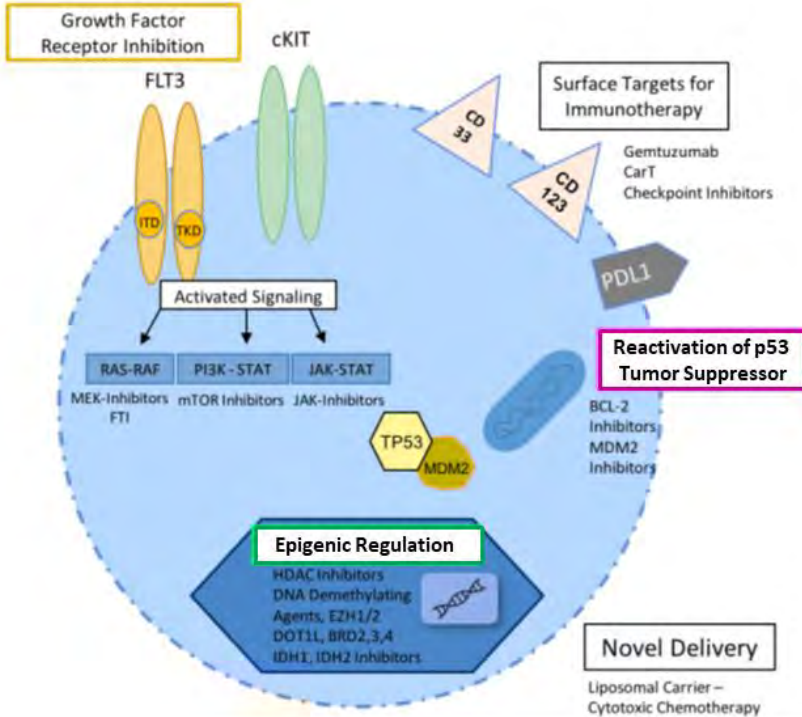 Growth Factor
Receptor Inhibition
cKIT
FLT3
ITD
TKD
CD
33
CD
123
Surface Targets for
Immunotherapy
Gemtuzumab
CarT
Checkpoint Inhibitors
PDL1
Activated Signaling
RAS-RAF
PI3K - STAT
JAK-STAT
MEK-Inhibitors
FTI
mTOR Inhibitors
JAK-Inhibitors
Reactivation of p53
Tumor Suppressor
BCL-2
Inhibitors
MDM2
Inhibitors
TP53
MDM2
Epigenic Regulation
HDAC Inhibitors
DNA Demethylating
Agents, EZH1/2
DOT1L, BRD2,3,4
IDH1, IDH2 Inhibitors
Novel Delivery
Liposomal Carrier –
Cytotoxic Chemotherapy